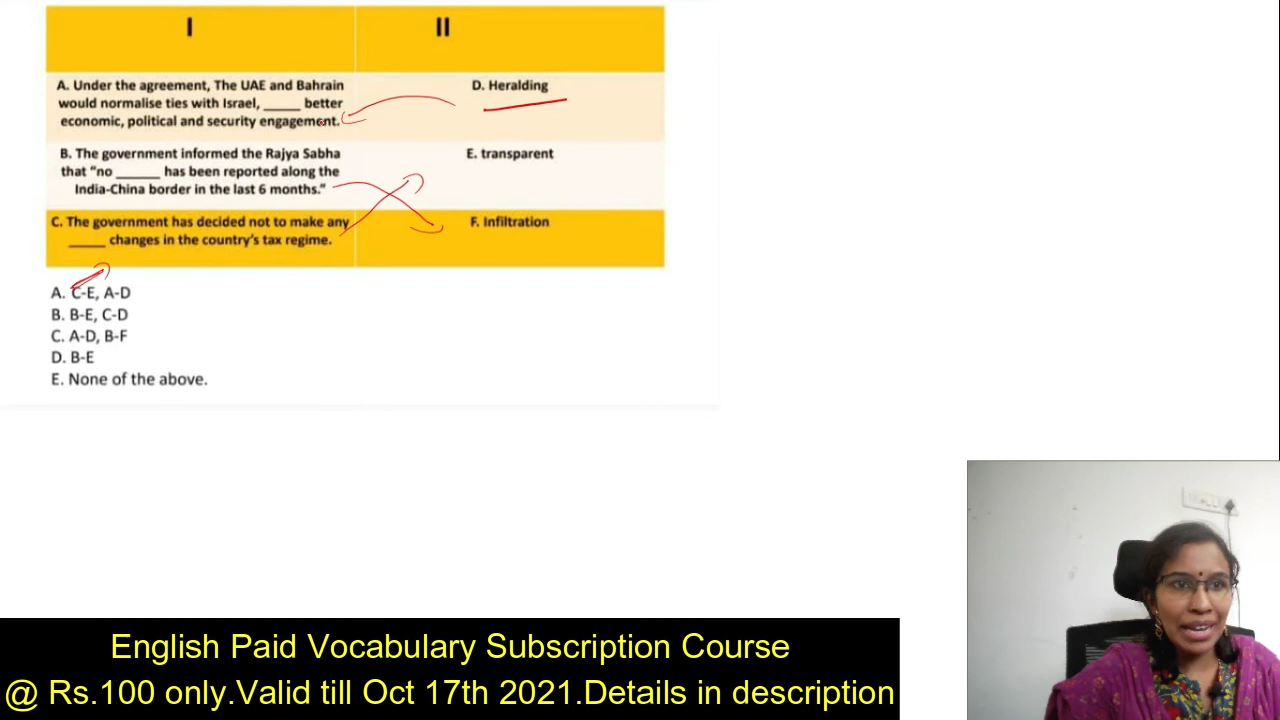 I
II
A. Under the agreement, The UAE and Bahrain
would normalise ties with Israel, _____ better
economic, political and security engagement.
D. Heralding
B. The government informed the Rajya Sabha
that "no ______ has been reported along the
India-China border in the last 6 months."
E. transparent
C. The government has decided not to make any
_____ changes in the country's tax regime.
F. Infiltration
A. C-E, A-D
B. B-E, C-D
C. A-D, B-F
D. B-E
E. None of the above.
English Paid Vocabulary Subscription Course
@ Rs.100 only.Valid till Oct 17th 2021.Details in description